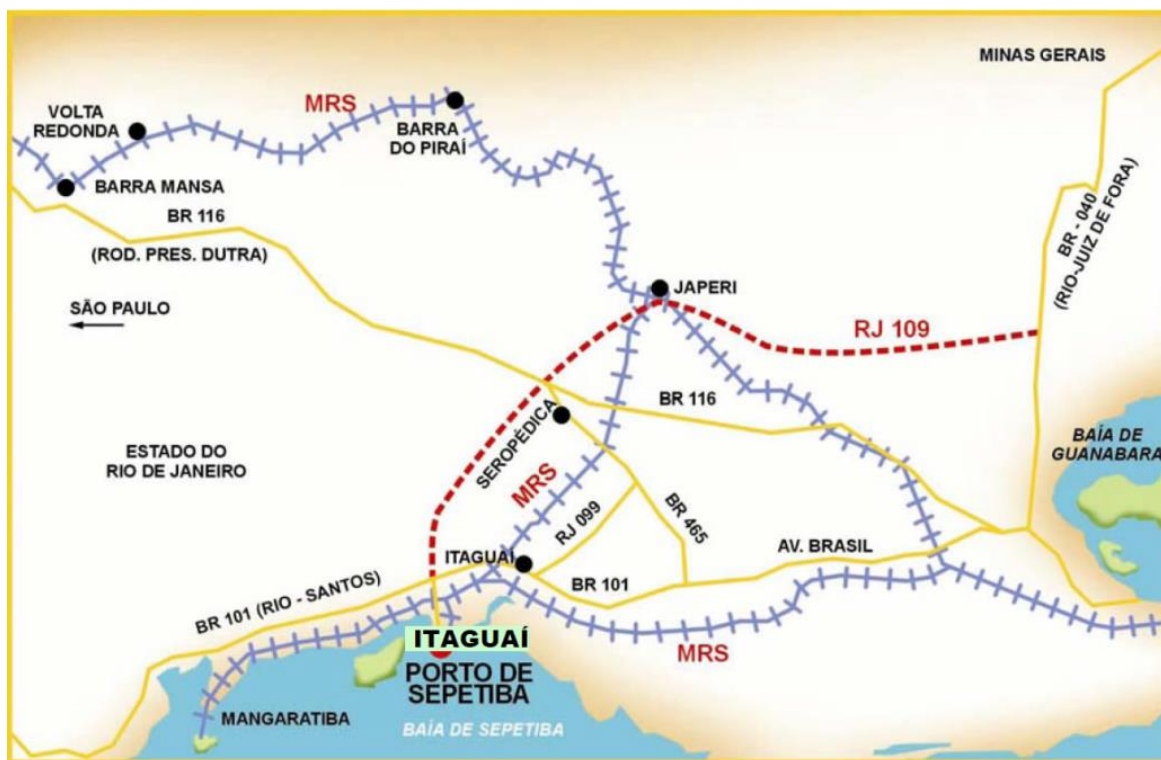 MINAS GERAIS
VOLTA
REDONDA
MRS
BARRA
DO PIRAÍ
BARRA MANSA
BR 116
(ROD. PRES. DUTRA)
BR - 040
(RIO-JUIZ DE FORA)
SÃO PAULO
JAPERI
RJ 109
BR 116
SEROPÉDICA
ESTADO DO
RIO DE JANEIRO
BAÍA DE
GUANABARA
MRS
RJ 099
BR 465
AV. BRASIL
ITAGUAÍ
BR 101
BR 101 (RIO - SANTOS)
ITAGUAÍ
PORTO DE
SEPETIBA
MRS
MANGARATIBA
BAÍA DE SEPETIBA